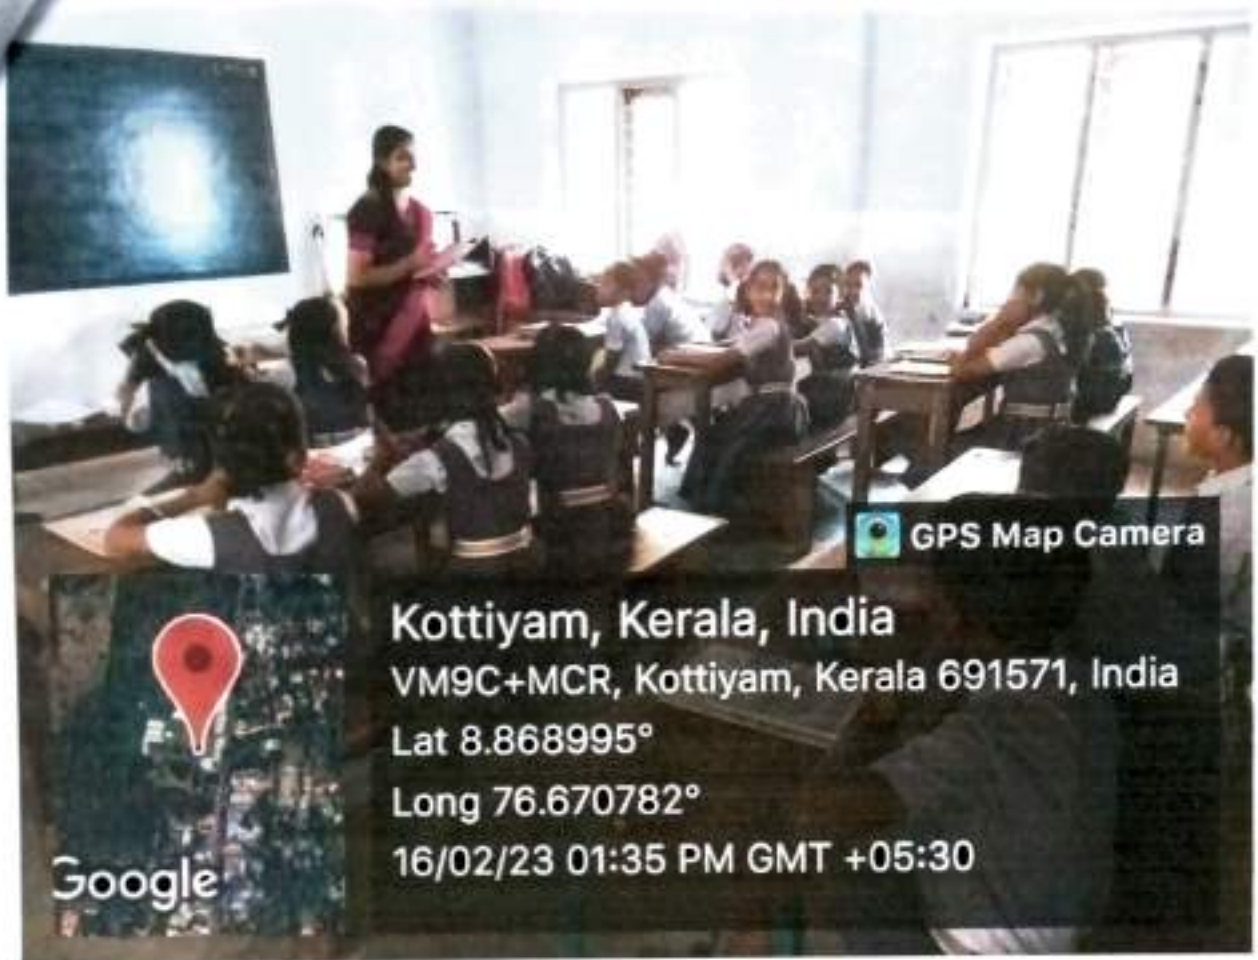 GPS Map Camera
Kottiyam, Kerala, India
VM9C+MCR, Kottiyam, Kerala 691571, India
Lat 8.868995°
Long 76.670782°
16/02/23 01:35 PM GMT +05:30
Google